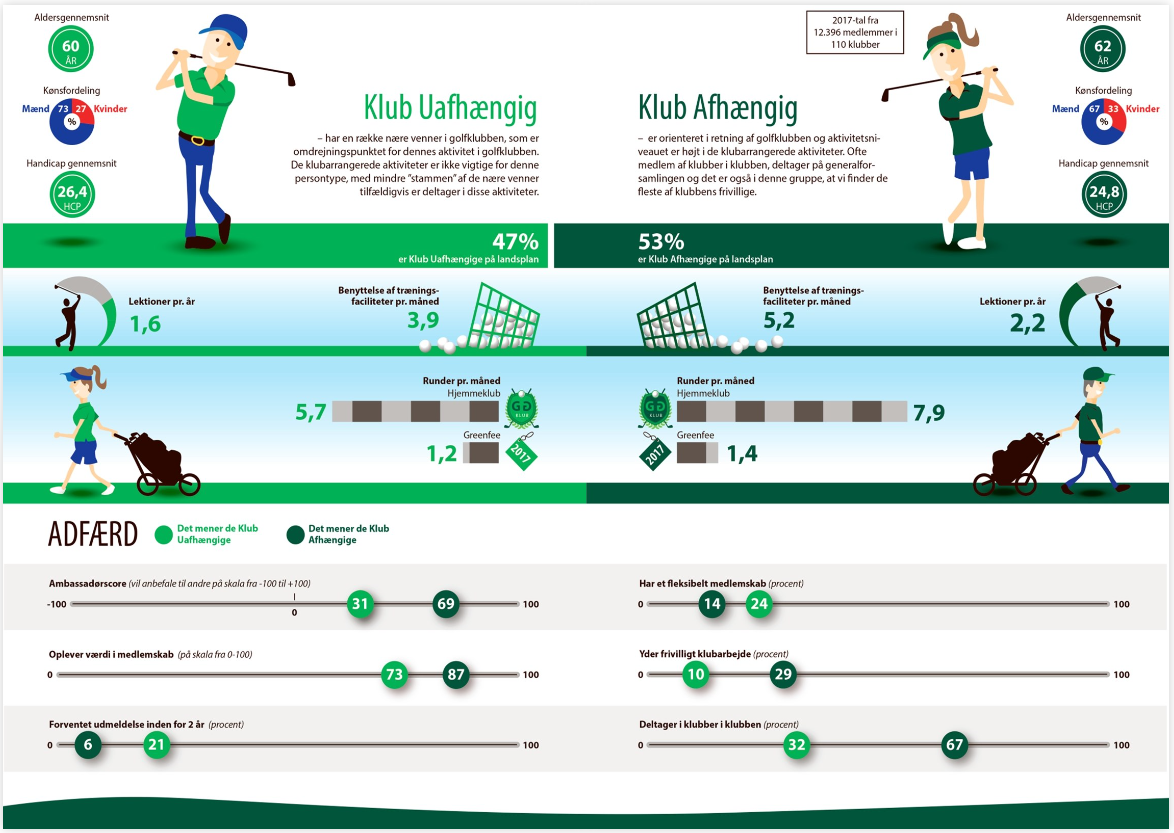 Aldersgennemsnit
60
ÅR
Kønsfordeling
Mænd 73 27 Kvinder
%
Handicap gennemsnit
26,4
HCP
Klub Uafhængig
– har en række nære venner i golfklubben, som er
omdrejningspunktet for dennes aktivitet i golfklubben.
De klubarrangerede aktiviteter er ikke vigtige for denne
persontype, med mindre "stammen" af de nære venner
tilfældigvis er deltager i disse aktiviteter.
47%
er Klub Uafhængige på landsplan
2017-tal fra
12.396 medlemmer i
110 klubber
Klub Afhængig
– er orienteret i retning af golfklubben og aktivitetsni-
veauet er højt i de klubarrangerede aktiviteter. Ofte
medlem af klubber i klubben, deltager på generalfor-
samlingen og det er også i denne gruppe, at vi finder de
fleste af klubbens frivillige.
53%
er Klub Afhængige på landsplan
Aldersgennemsnit
62
ÅR
Kønsfordeling
Mænd 67 33 Kvinder
%
Handicap gennemsnit
24,8
HCP
Lektioner pr. år
1,6
Benyttelse af trænings-
faciliteter pr. måned
3,9
Benyttelse af trænings-
faciliteter pr. måned
5,2
Lektioner pr. år
2,2
Runder pr. måned
Hjemmeklub
5,7
GG
KLUB
Greenfee
1,2
2017
Runder pr. måned
Hjemmeklub
GG
KLUB
7,9
Greenfee
2017
1,4
ADFÆRD
Det mener de Klub
Uafhængige
Det mener de Klub
Afhængige
Ambassadørscore (vil anbefale til andre på skala fra -100 til +100)
-100 0 31 69 100
Oplever værdi i medlemskab (på skala fra 0-100)
0 73 87 100
Forventet udmeldelse inden for 2 år (procent)
0 6 21 100
Har et fleksibelt medlemskab (procent)
0 14 24 100
Yder frivilligt klubarbejde (procent)
0 10 29 100
Deltager i klubber i klubben (procent)
0 32 67 100